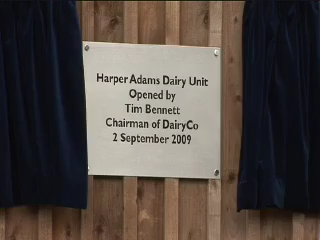 Harper Adams Dairy Unit
Opened by
Tim Bennett
Chairman of DairyCo
2 September 2009